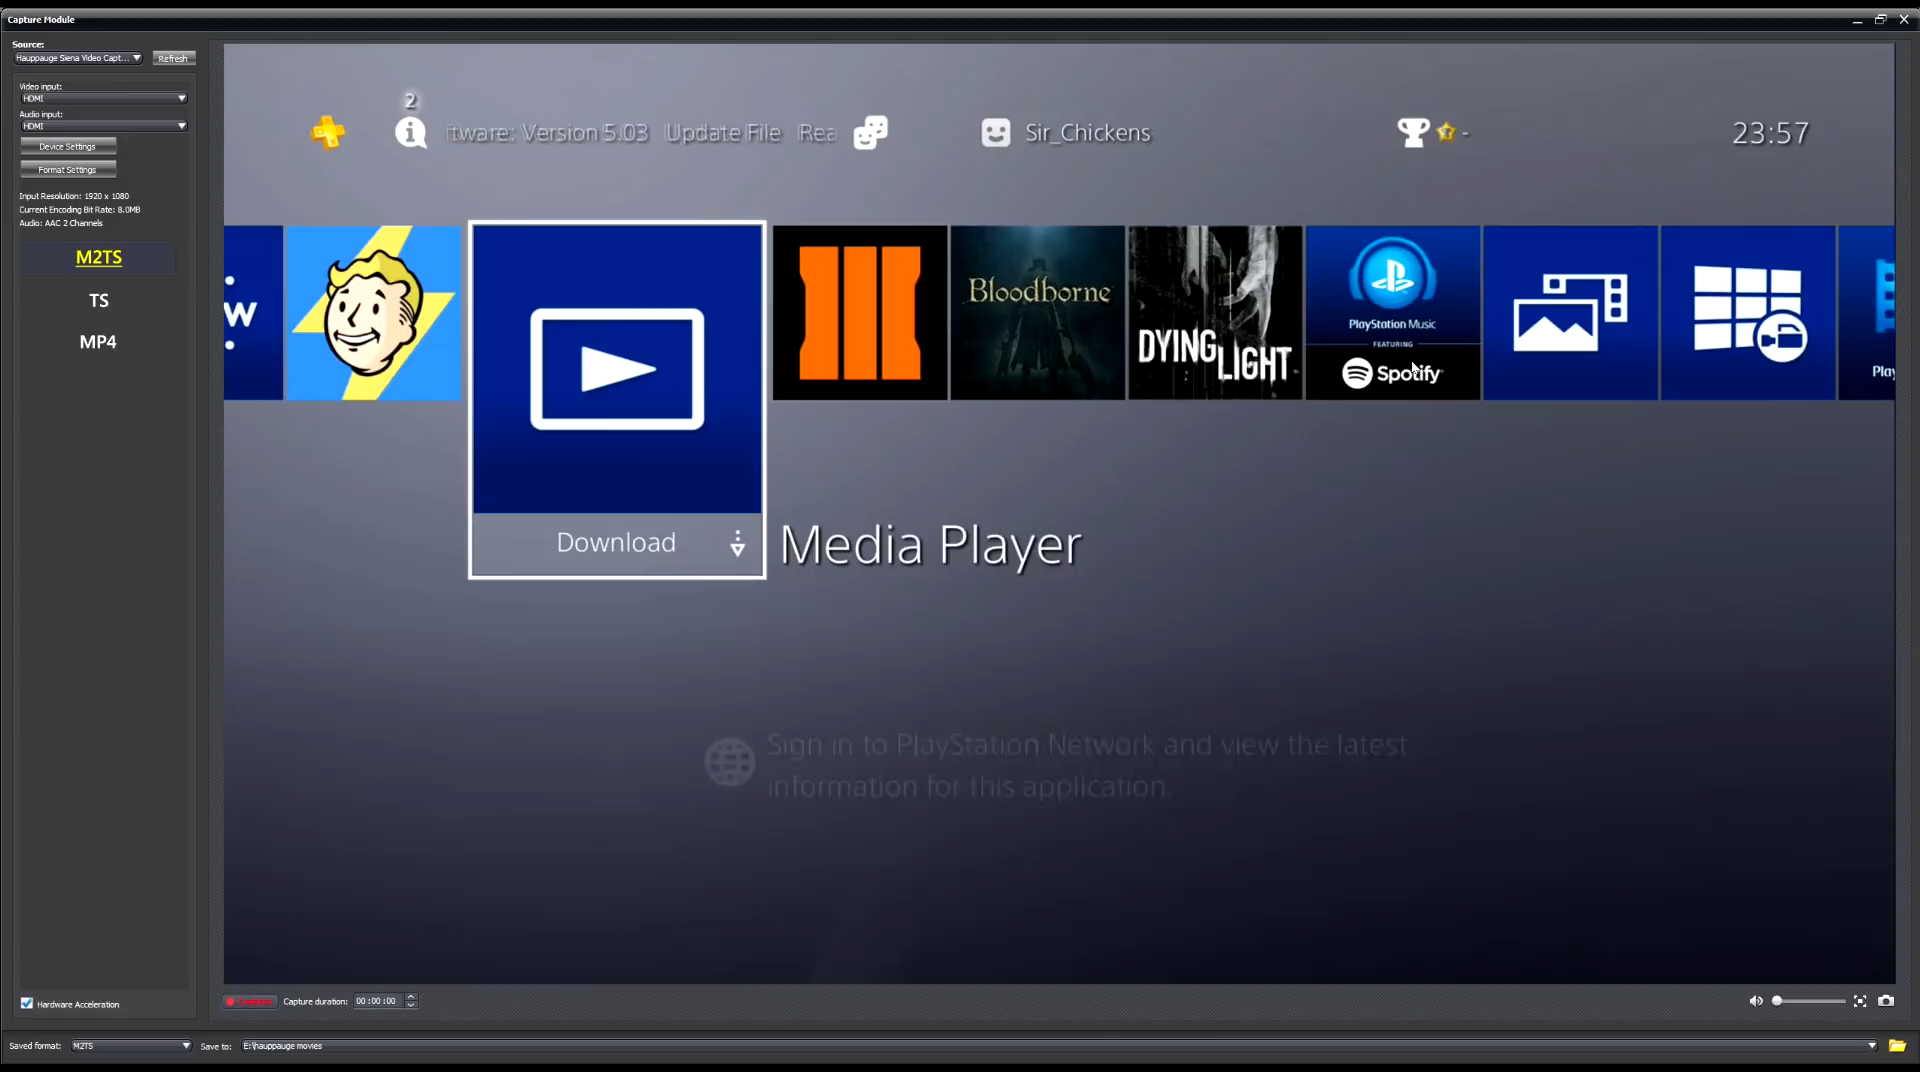 Capture Module
Source:
Hauppauge Siena Video Capt...
Refresh
Video input:
HDMI
Audio input:
HDMI
Device Settings
Format Settings
Input Resolution: 1920 x 1080
Current Encoding Bit Rate: 8.0MB
Audio: AAC 2 Channels
M2TS
TS
MP4
Hardware Acceleration
2
tware: Version 5.03 Update File Rea
Sir_Chickens
-
23:57
w
Bloodborne
DYING LIGHT
PlayStation Music
FEATURING
Spotify
Play
Download
Media Player
Sign in to PlayStation Network and view the latest
information for this application.
Capture duration:
00:00:00
Saved format:
M2TS
Save to:
E:\hauppauge movies